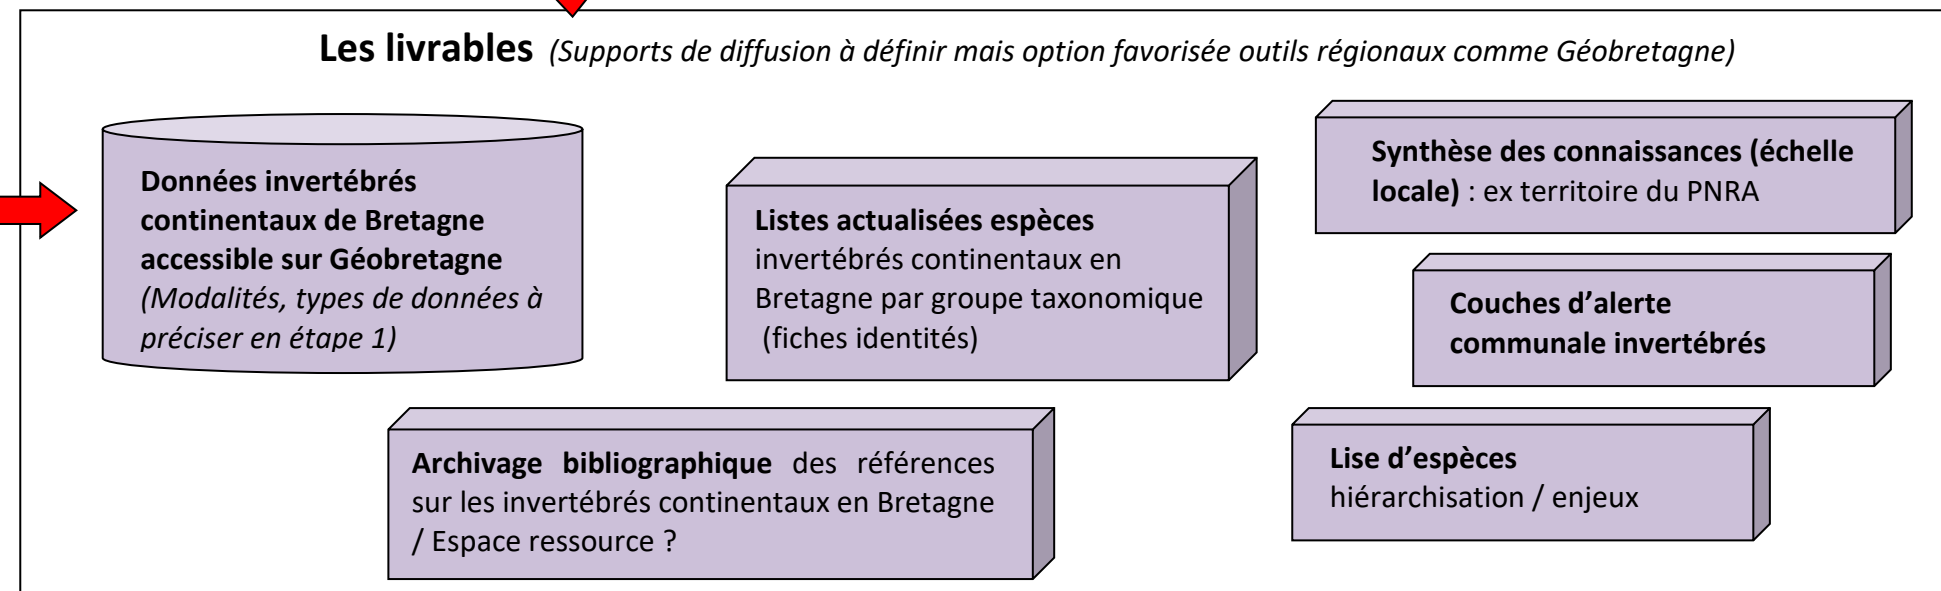 Les livrables (Supports de diffusion à définir mais option favorisée outils régionaux comme Géobretagne)
Données invertébrés
continentaux de Bretagne
accessible sur Géobretagne
(Modalités, types de données à
préciser en étape 1)
Listes actualisées espèces
invertébrés continentaux en
Bretagne par groupe taxonomique
(fiches identités)
Synthèse des connaissances (échelle
locale) : ex territoire du PNRA
Couches d’alerte
communale invertébrés
Archivage bibliographique des références
sur les invertébrés continentaux en Bretagne
/ Espace ressource ?
Lise d’espèces
hiérarchisation / enjeux